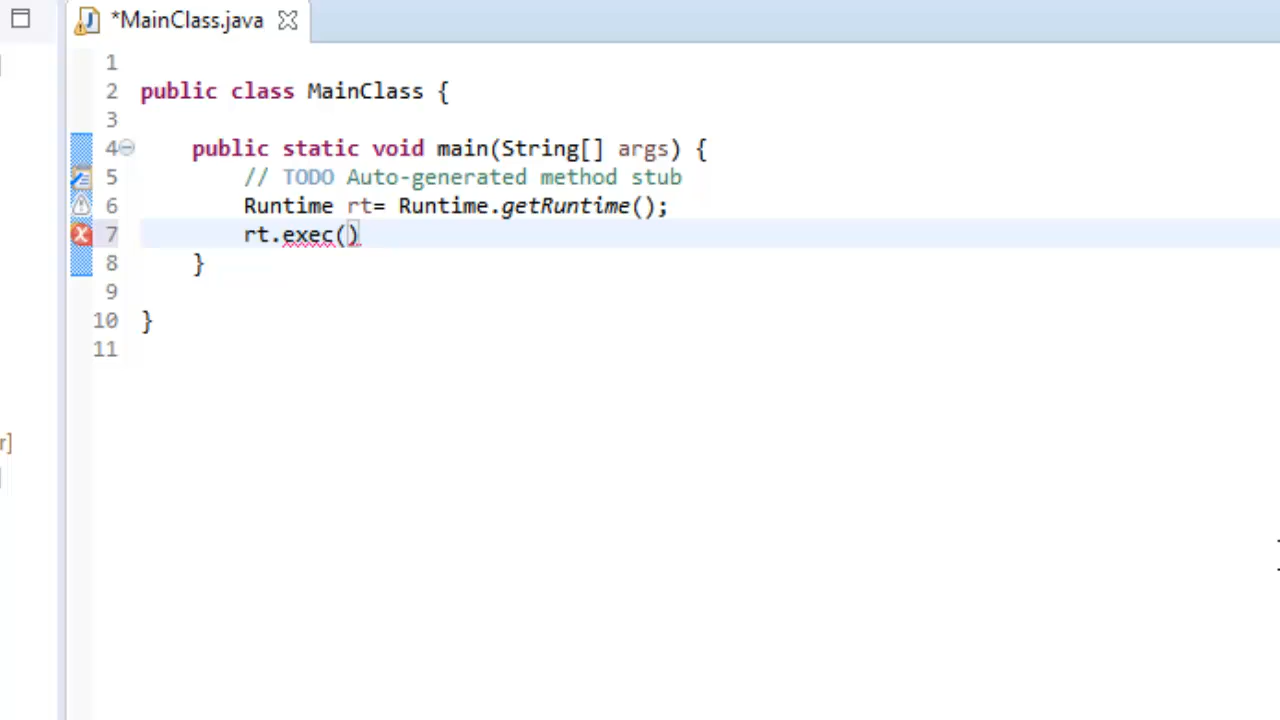 *MainClass.java
1
2 public class MainClass {
3
4 public static void main(String[] args) {
5 // TODO Auto-generated method stub
6 Runtime rt= Runtime.getRuntime();
7 rt.exec()
8 }
9
10 }
11
r]